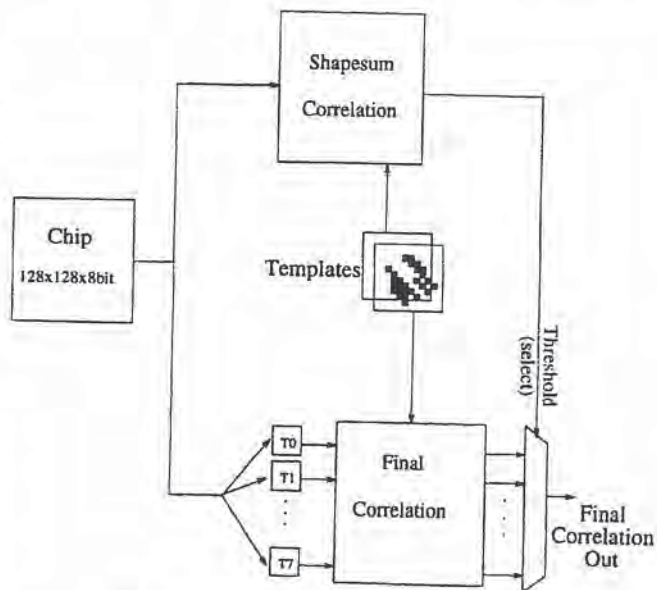 Shapesum
Correlation
Chip
128x128x8bit
Templates
Threshold
(select)
T0
T1
T7
Final
Correlation
Final
Correlation
Out